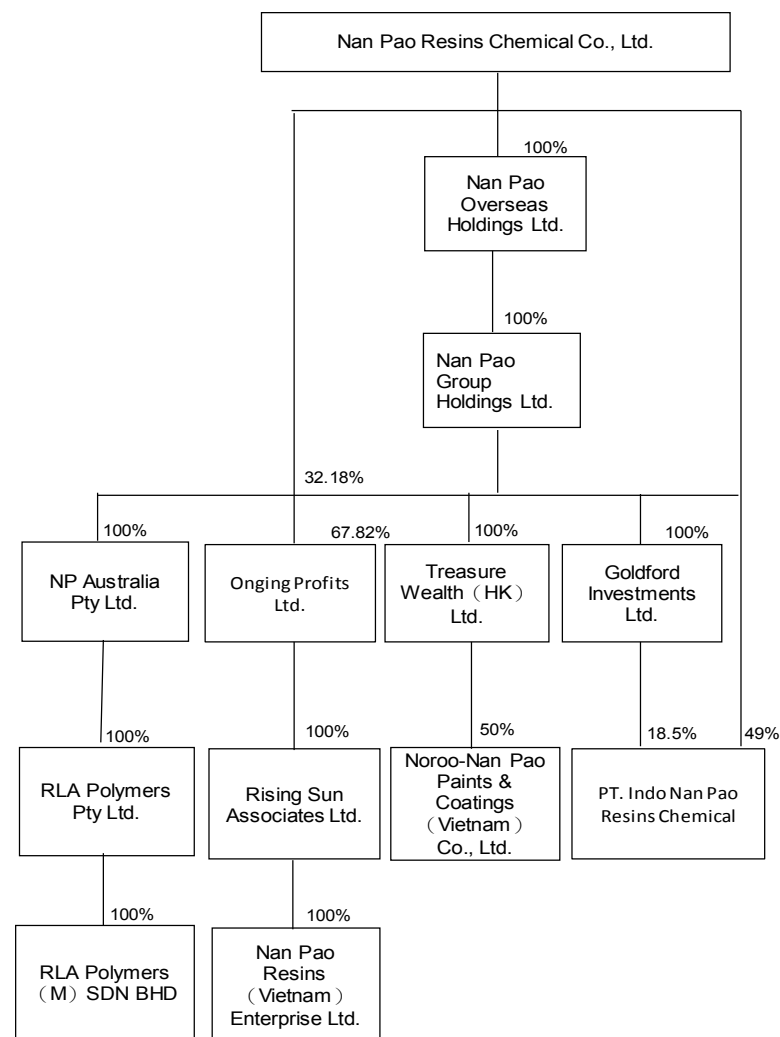 Nan Pao Resins Chemical Co., Ltd.
100%
Nan Pao
Overseas
Holdings Ltd.
100%
Nan Pao
Group
Holdings Ltd.
32.18%
100%
67.82%
100%
100%
NP Australia
Pty Ltd.
Onging Profits
Ltd.
Treasure
Wealth（HK）
Ltd.
Goldford
Investments
Ltd.
100%
100%
50%
18.5%
49%
RLA Polymers
Pty Ltd.
Rising Sun
Associates Ltd.
Noroo-Nan Pao
Paints &
Coatings
（Vietnam）
Co., Ltd.
PT. Indo Nan Pao
Resins Chemical
100%
100%
RLA Polymers
（M）SDN BHD
Nan Pao
Resins
（Vietnam）
Enterprise Ltd.